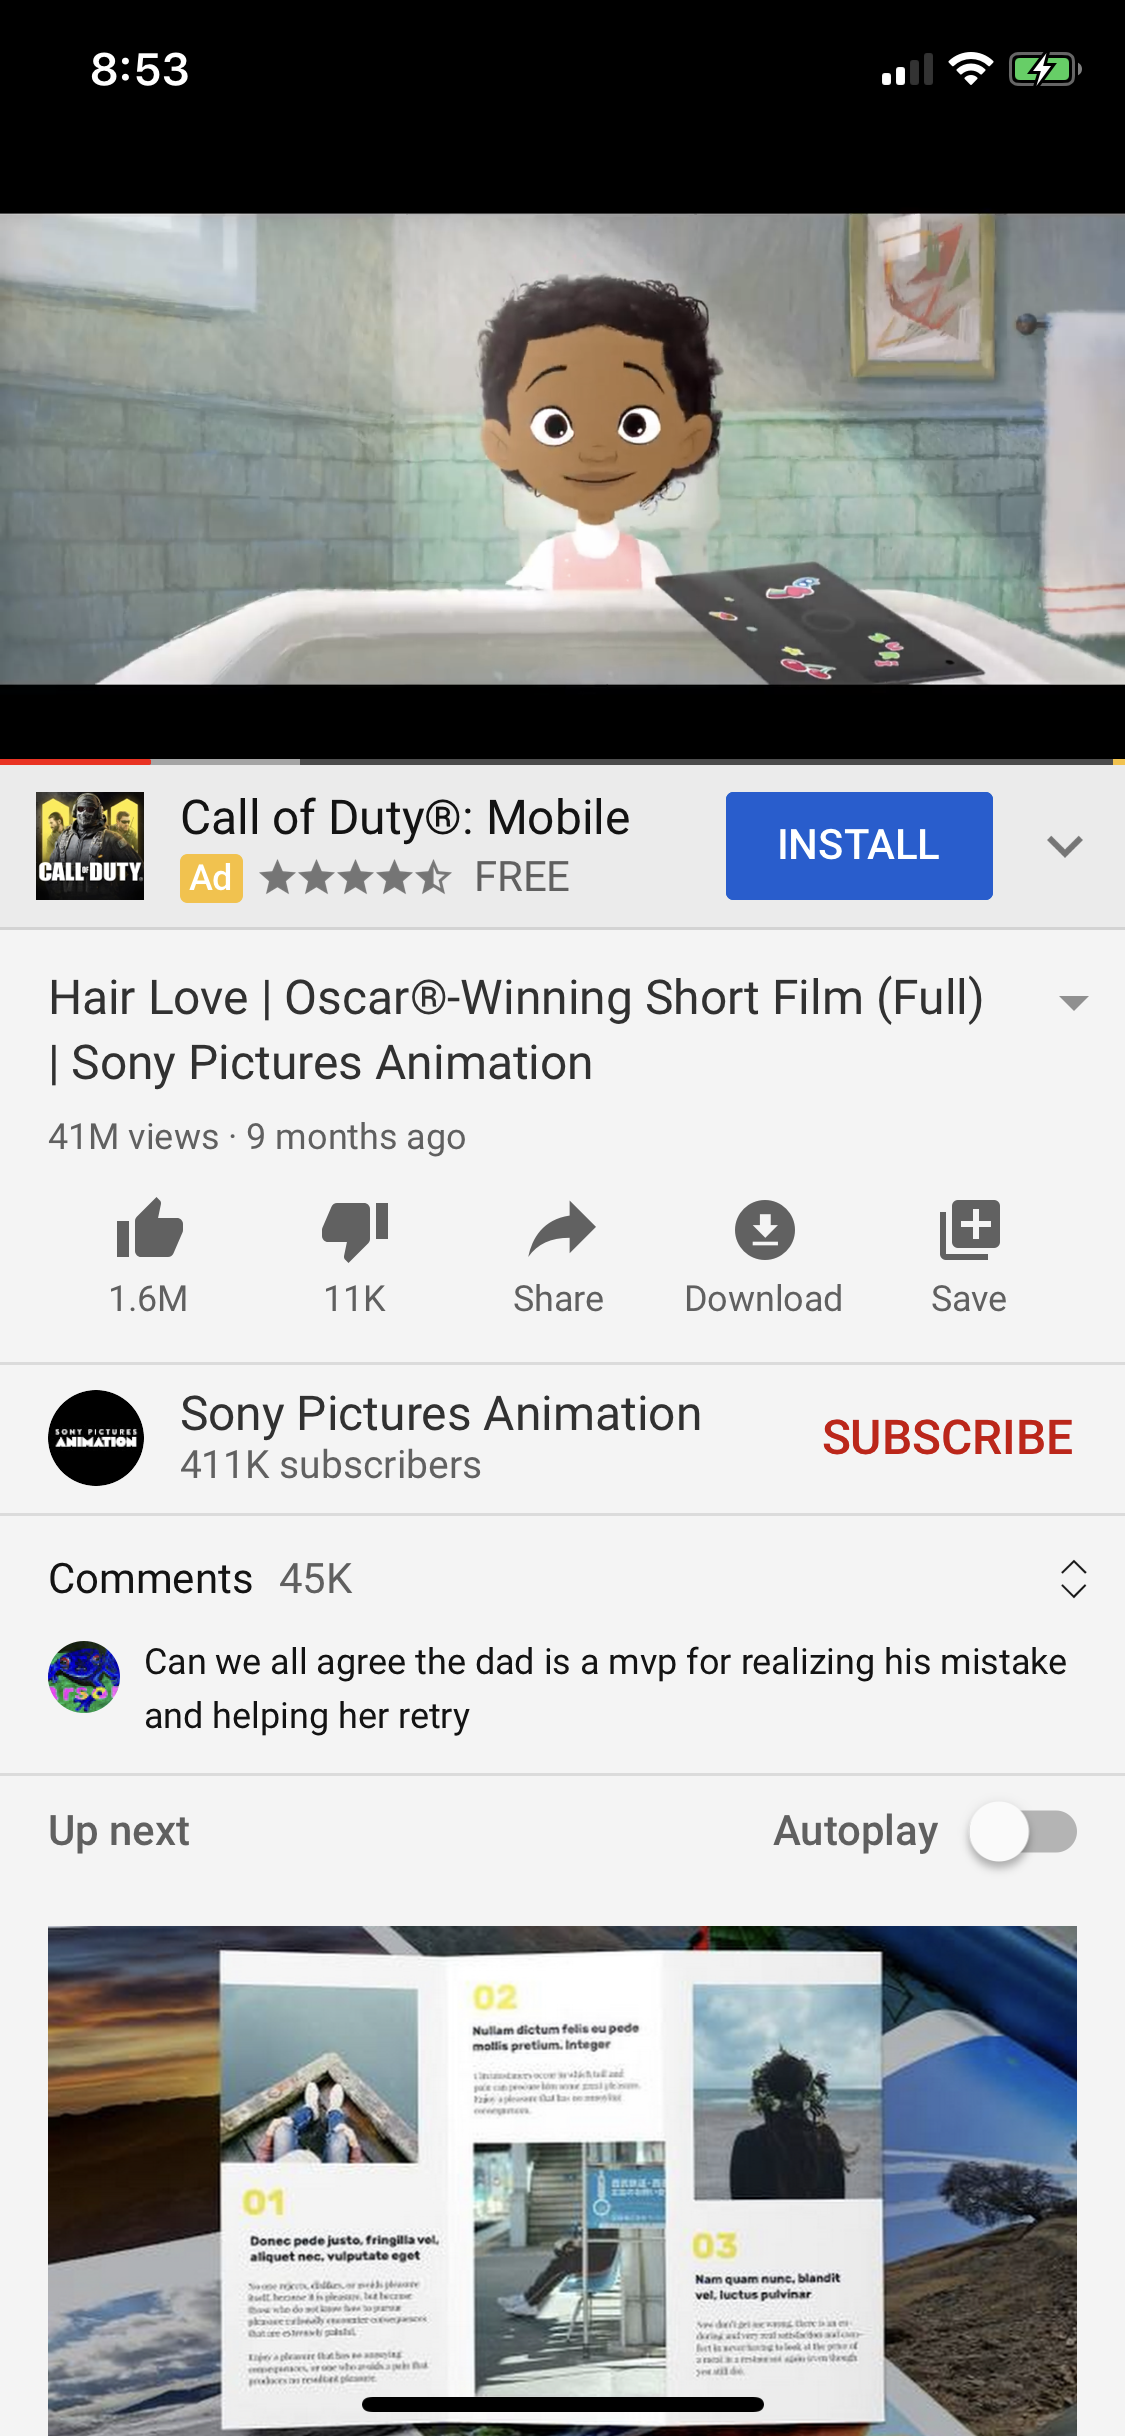 8:53
CALL OF DUTY
Call of Duty®: Mobile
Ad FREE
INSTALL
Hair Love | Oscar®-Winning Short Film (Full)
| Sony Pictures Animation
41M views · 9 months ago
1.6M
11K
Share
Download
Save
SONY PICTURES
ANIMATION
Sony Pictures Animation
411K subscribers
SUBSCRIBE
Comments 45K
Can we all agree the dad is a mvp for realizing his mistake
and helping her retry
Up next
Autoplay
01
Donec pede justo, fringilla vel,
aliquet nec, vulputate eget
02
Nullam dictum felis eu pede
mollis pretium. Integer
03
Nam quam nunc, blandit
vel, luctus pulvinar